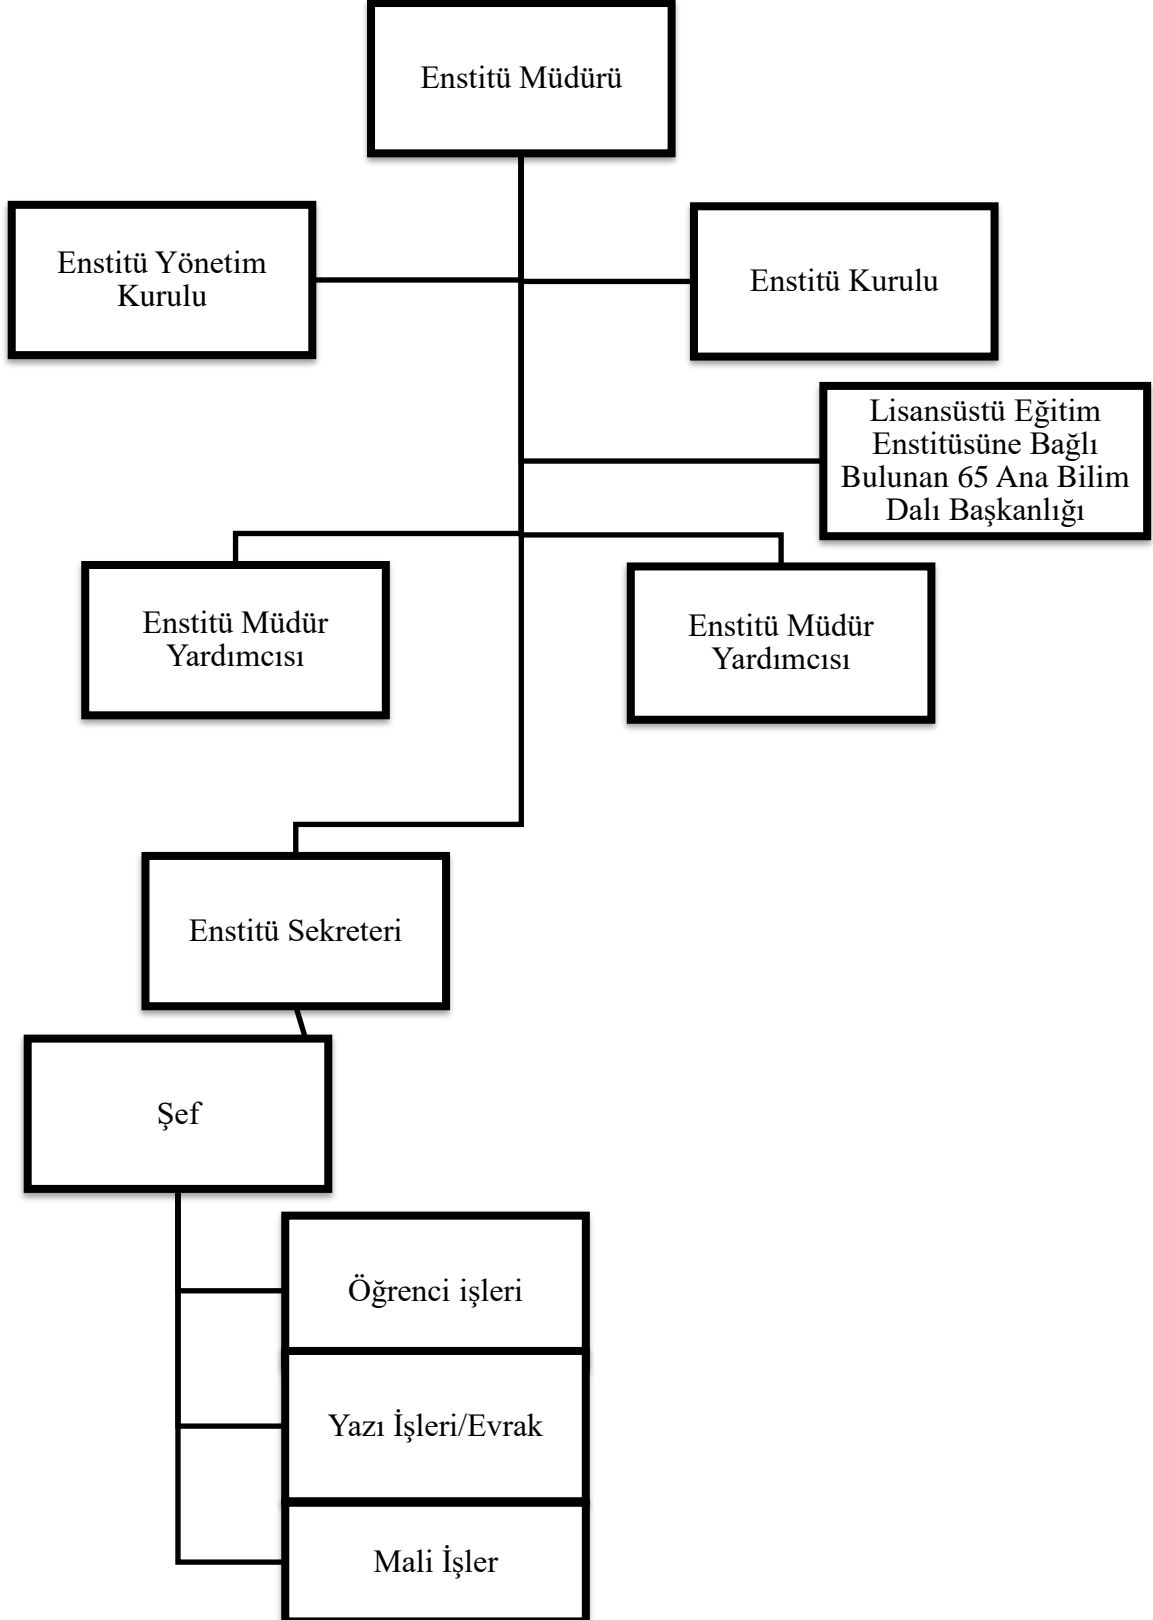 Enstitü Müdürü
Enstitü Yönetim
Kurulu
Enstitü Kurulu
Lisansüstü Eğitim
Enstitüsüne Bağlı
Bulunan 65 Ana Bilim
Dalı Başkanlığı
Enstitü Müdür
Yardımcısı
Enstitü Müdür
Yardımcısı
Enstitü Sekreteri
Şef
Öğrenci işleri
Yazı İşleri/Evrak
Mali İşler